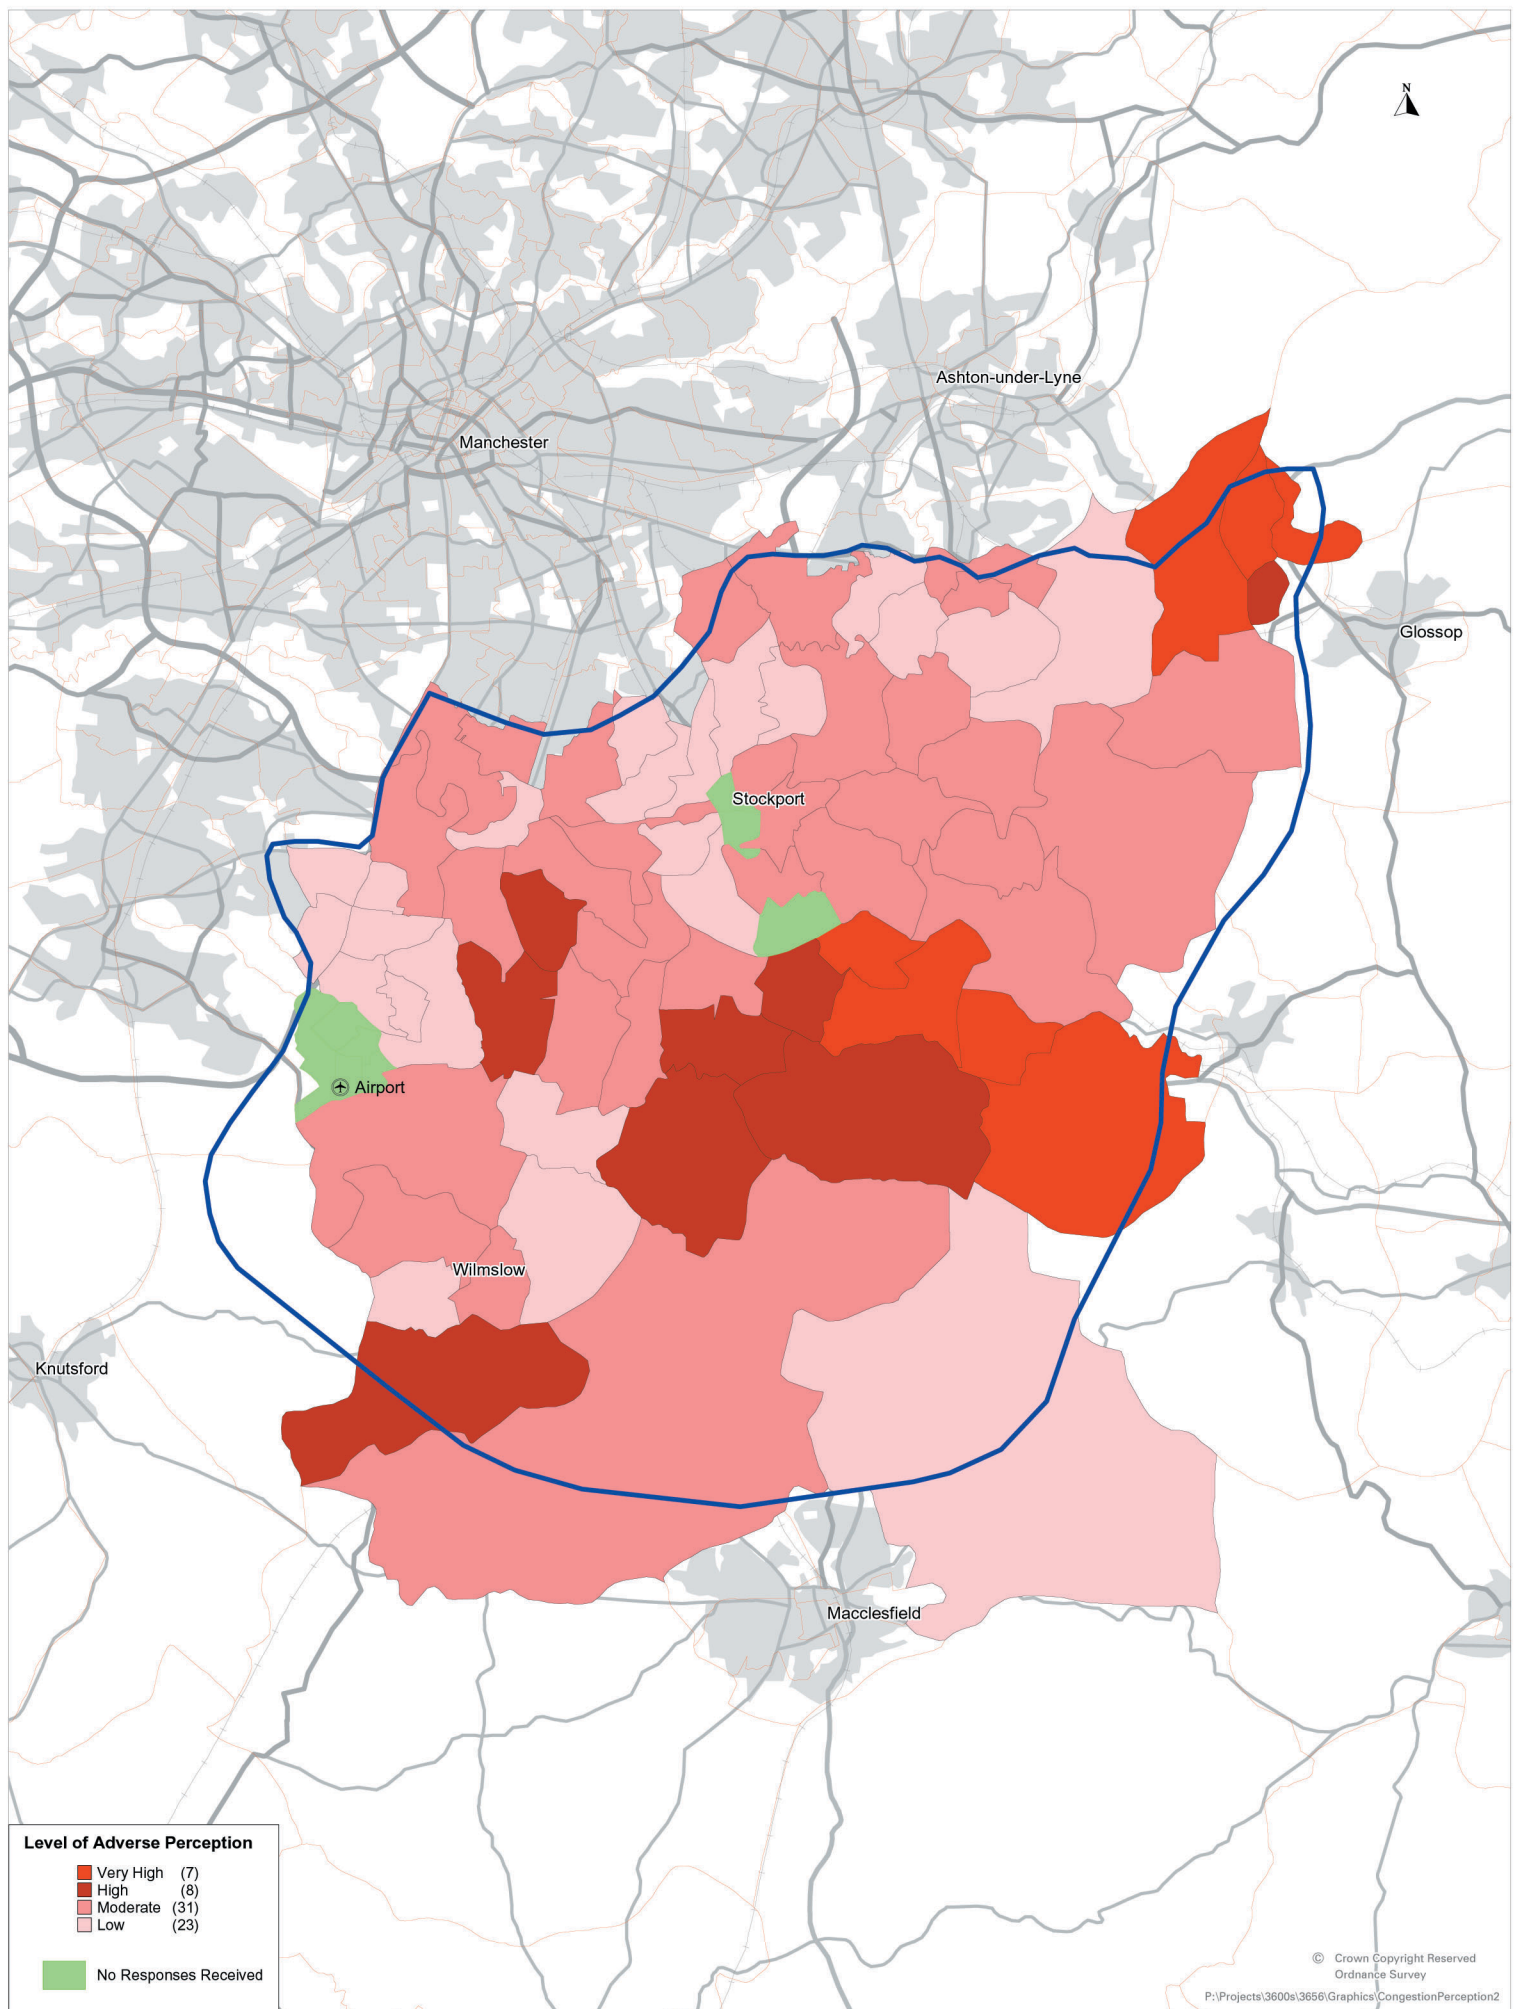 N
Ashton-under-Lyne
Manchester
Glossop
Stockport
Airport
Wilmslow
Knutsford
Macclesfield
Level of Adverse Perception
Very High (7)
High (8)
Moderate (31)
Low (23)
No Responses Received
© Crown Copyright Reserved
Ordnance Survey
P:\Projects\3600s\3656\Graphics\CongestionPerception2